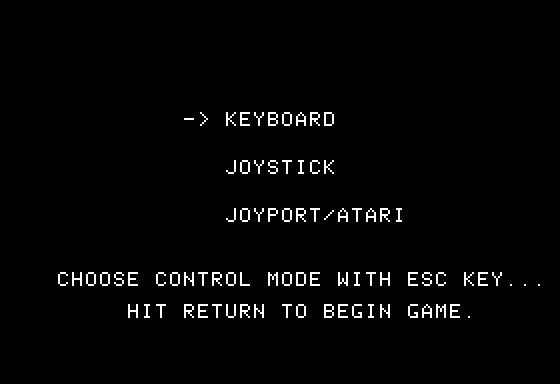 -> KEYBOARD
JOYSTICK
JOYPORT/ATARI
CHOOSE CONTROL MODE WITH ESC KEY...
HIT RETURN TO BEGIN GAME.